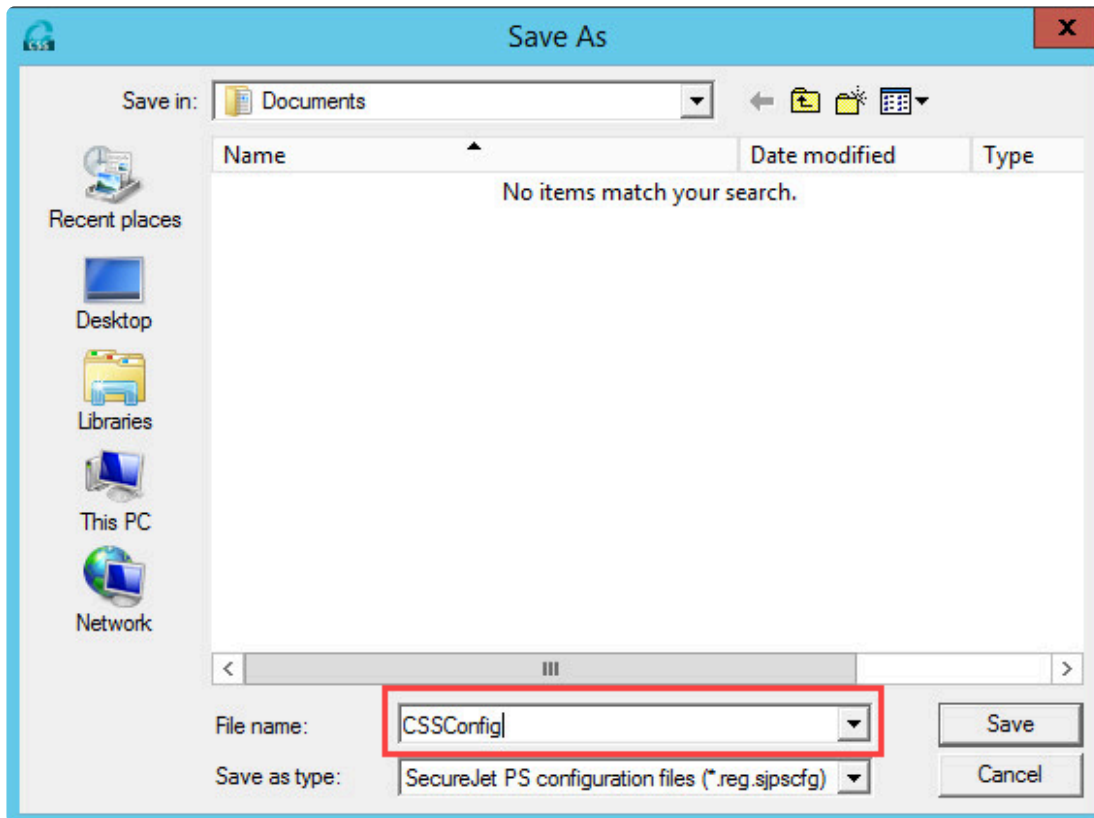 CSS
Save As
x
Save in:
Documents
Name
Date modified
Type
No items match your search.
Recent places
Desktop
Libraries
This PC
Network
File name:
CSSConfig
Save
Save as type:
SecureJet PS configuration files (*.reg.sjpscfg)
Cancel